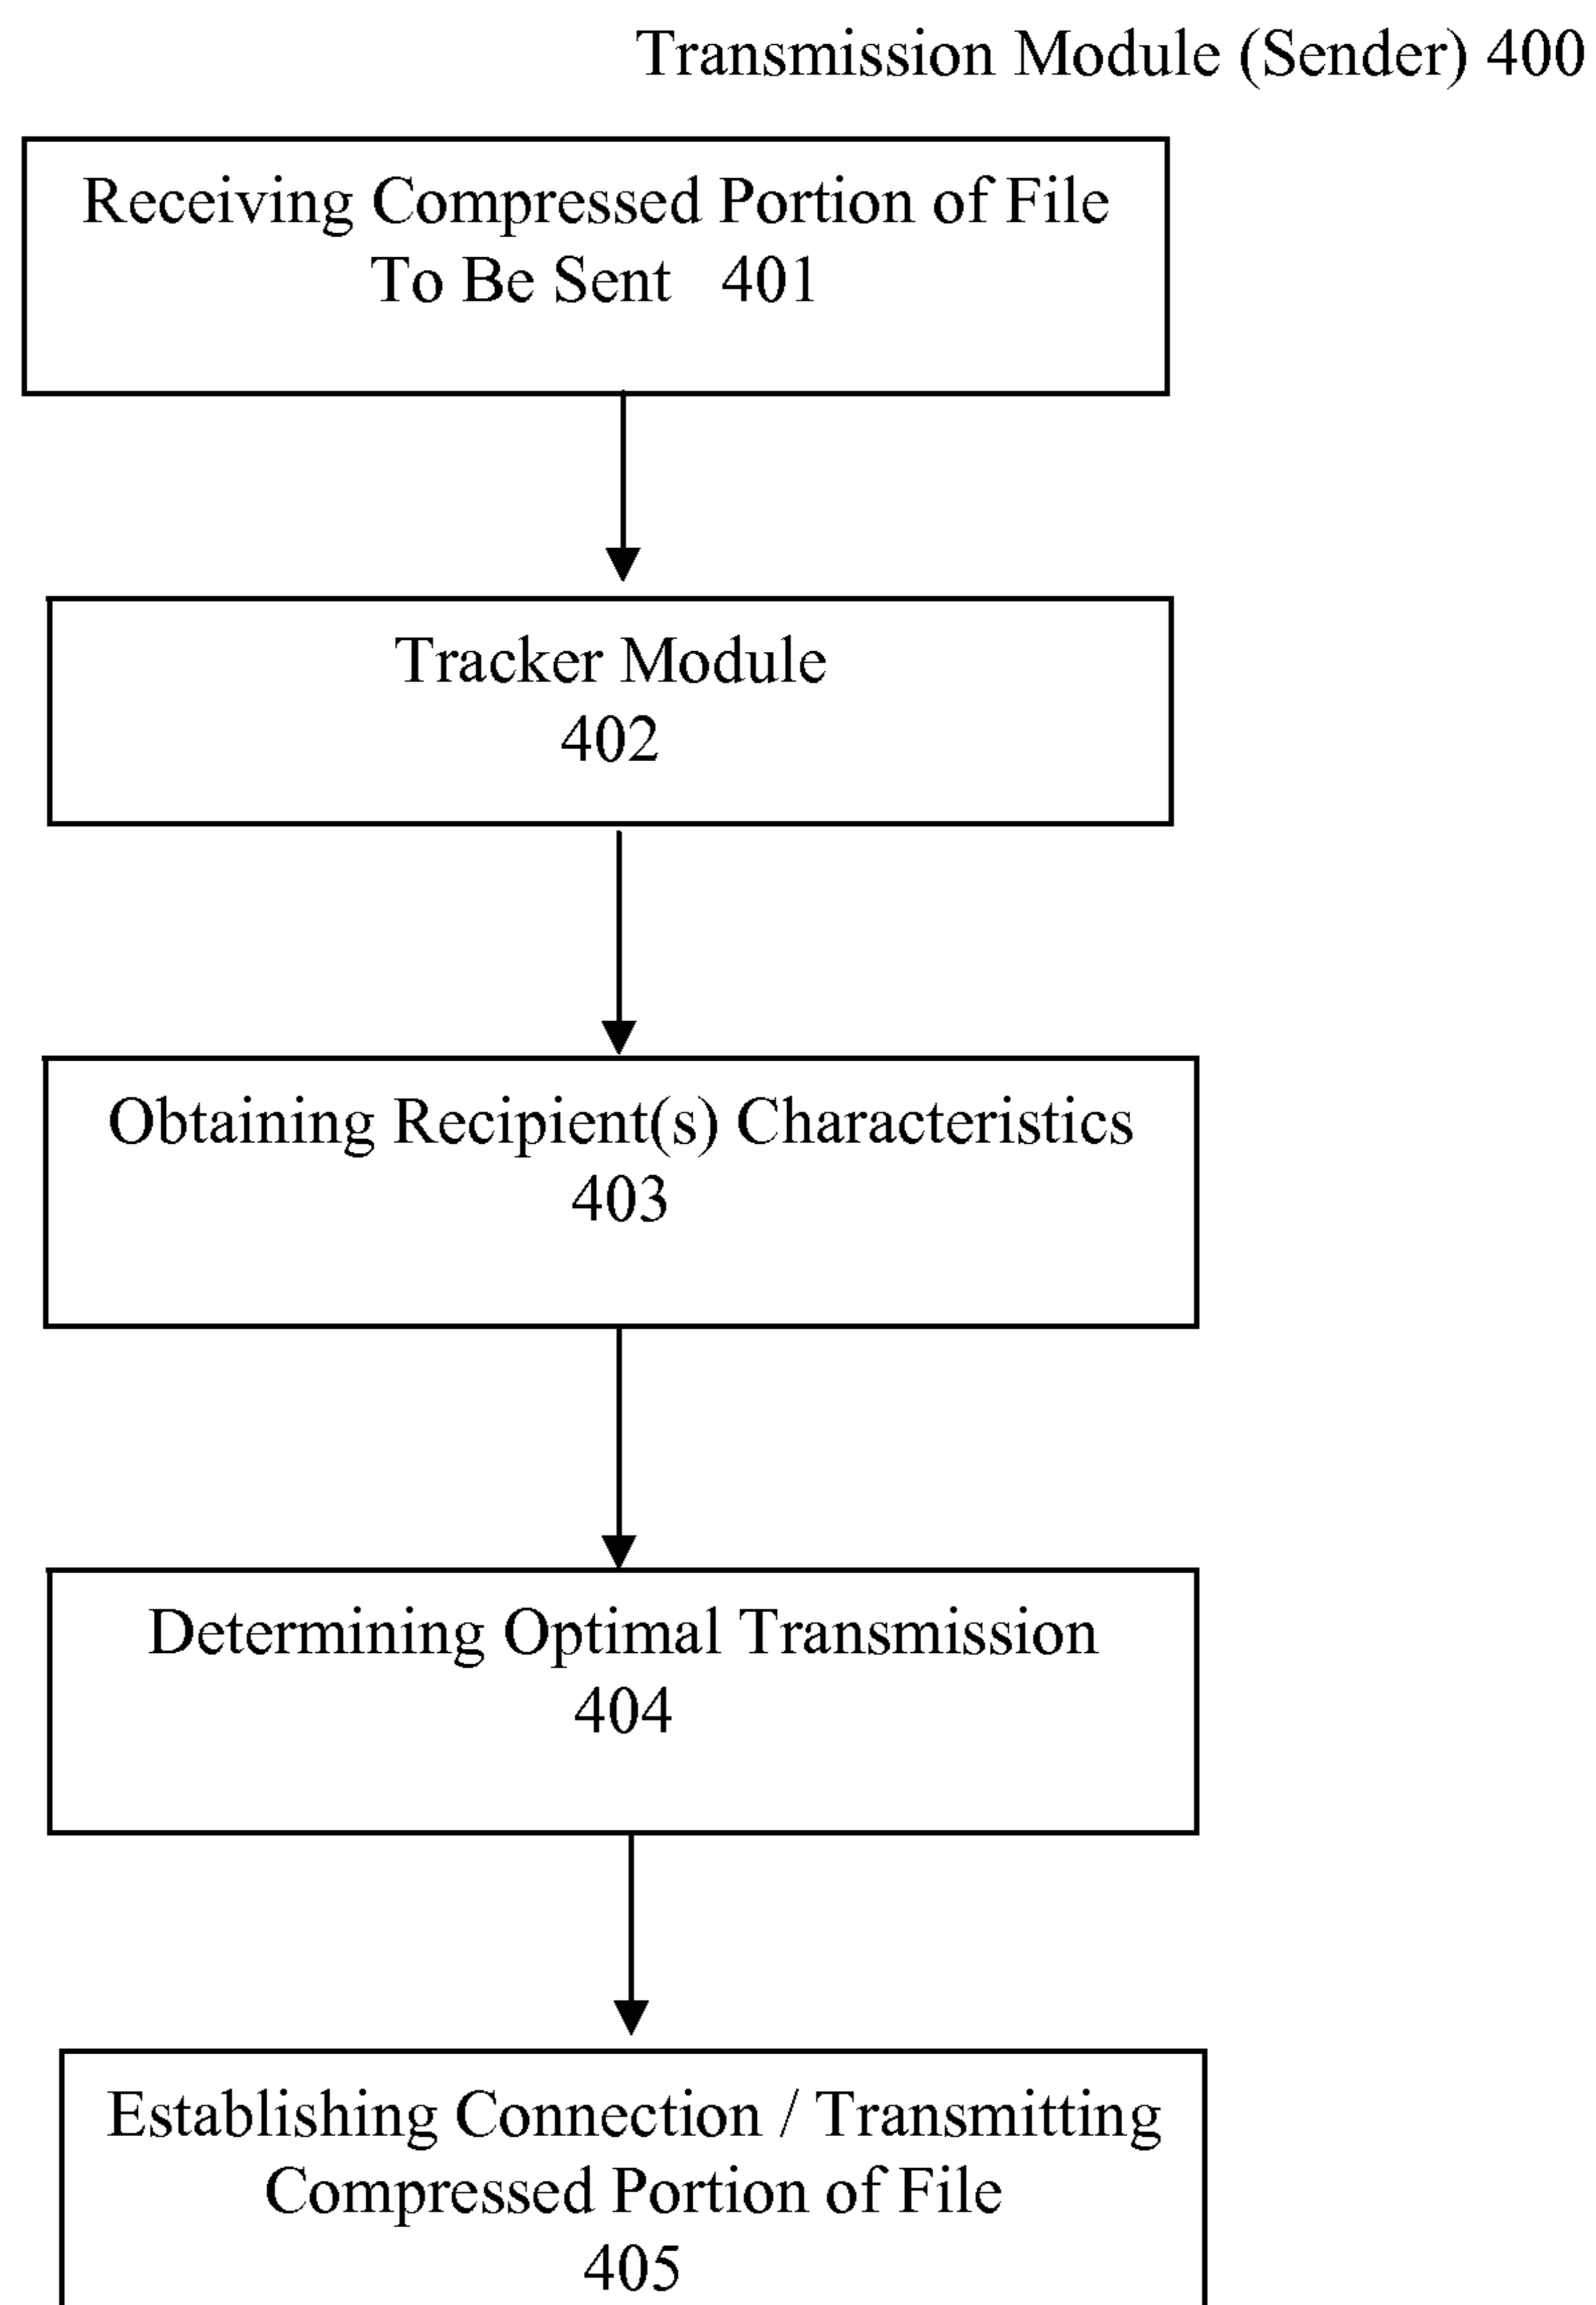 Transmission Module (Sender) 400
Receiving Compressed Portion of File
To Be Sent 401
Tracker Module
402
Obtaining Recipient(s) Characteristics
403
Determining Optimal Transmission
404
Establishing Connection / Transmitting
Compressed Portion of File
405